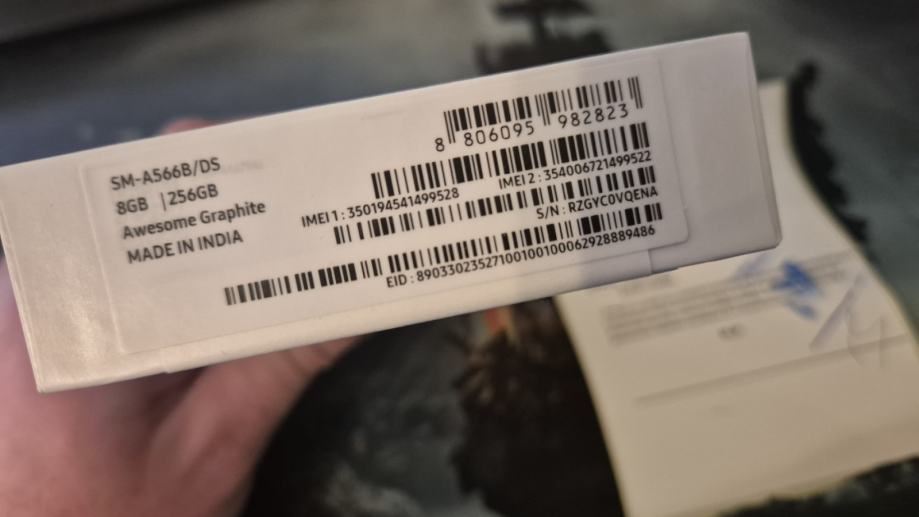 SM-A566B/DS
8GB |256GB
Awesome Graphite
MADE IN INDIA
8 806095 982823
IMEI 1 : 350194541499528
IMEI 2 : 354006721499522
S/N : RZGYC0VQENA
EID : 89033023527100100100062928889486